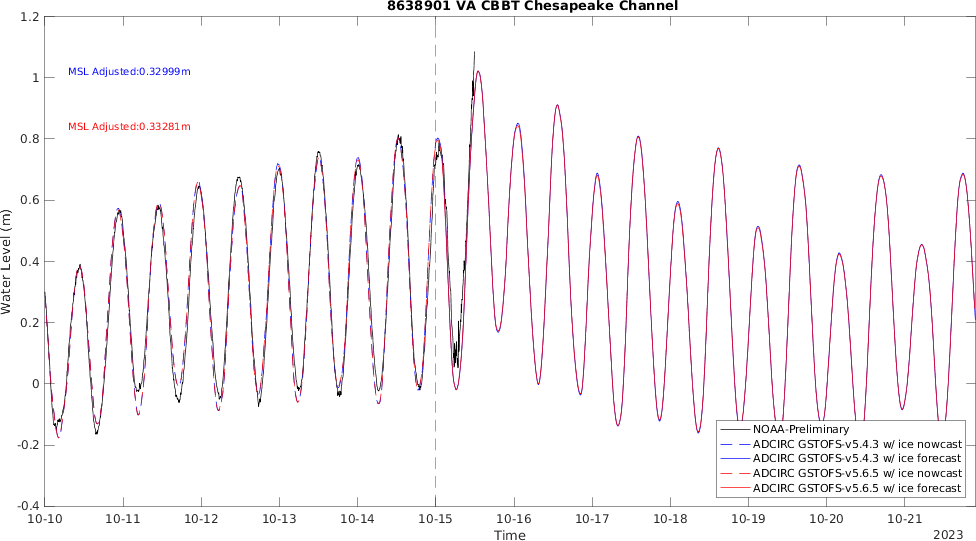 8638901 VA CBBT Chesapeake Channel
1.2
1
0.8
0.6
0.4
0.2
0
-0.2
-0.4
Water Level (m)
MSL Adjusted:0.32999m
MSL Adjusted:0.33281m
NOAA-Preliminary
ADCIRC GSTOFS-v5.4.3 w/ ice nowcast
ADCIRC GSTOFS-v5.4.3 w/ ice forecast
ADCIRC GSTOFS-v5.6.5 w/ ice nowcast
ADCIRC GSTOFS-v5.6.5 w/ ice forecast
10-10 10-11 10-12 10-13 10-14 10-15 10-16 10-17 10-18 10-19 10-20 10-21
Time
2023